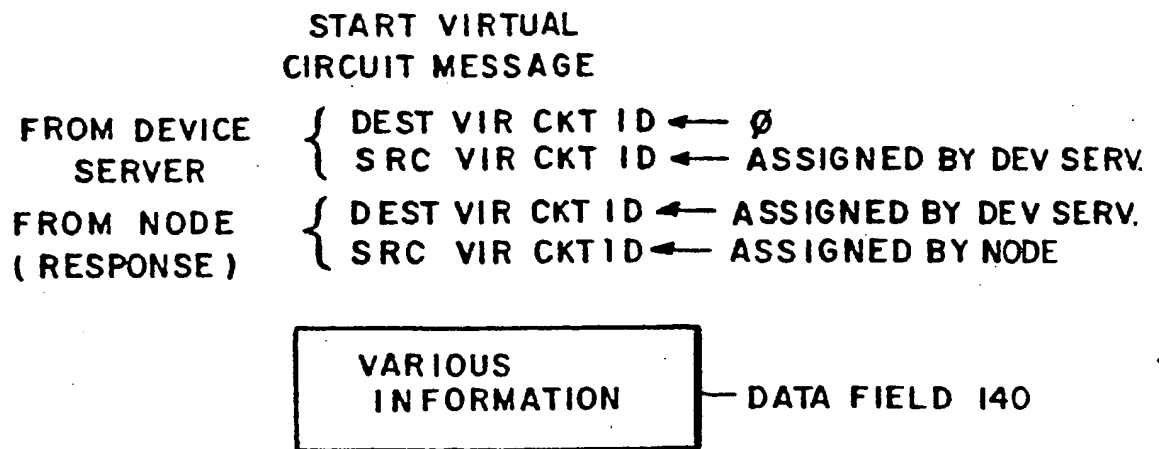 START VIRTUAL
CIRCUIT MESSAGE
FROM DEVICE
SERVER
DEST VIR CKT ID ← Ø
SRC VIR CKT ID ← ASSIGNED BY DEV SERV.
FROM NODE
(RESPONSE)
DEST VIR CKT ID ← ASSIGNED BY DEV SERV.
SRC VIR CKT ID ← ASSIGNED BY NODE
VARIOUS
INFORMATION
DATA FIELD 140